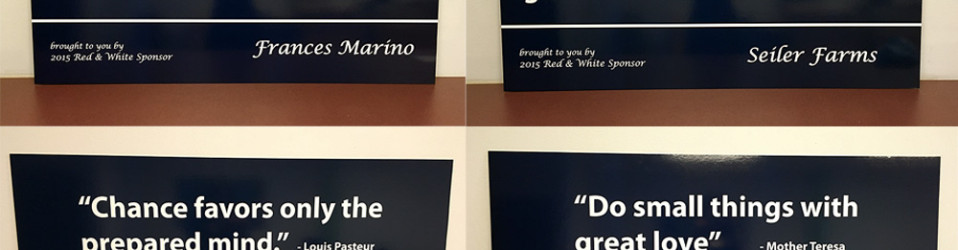 brought to you by
2015 Red & White Sponsor
Frances Marino
brought to you by
2015 Red & White Sponsor
Seiler Farms
“Chance favors only the
prepared mind.” - Louis Pasteur
“Do small things with
great love” - Mother Teresa